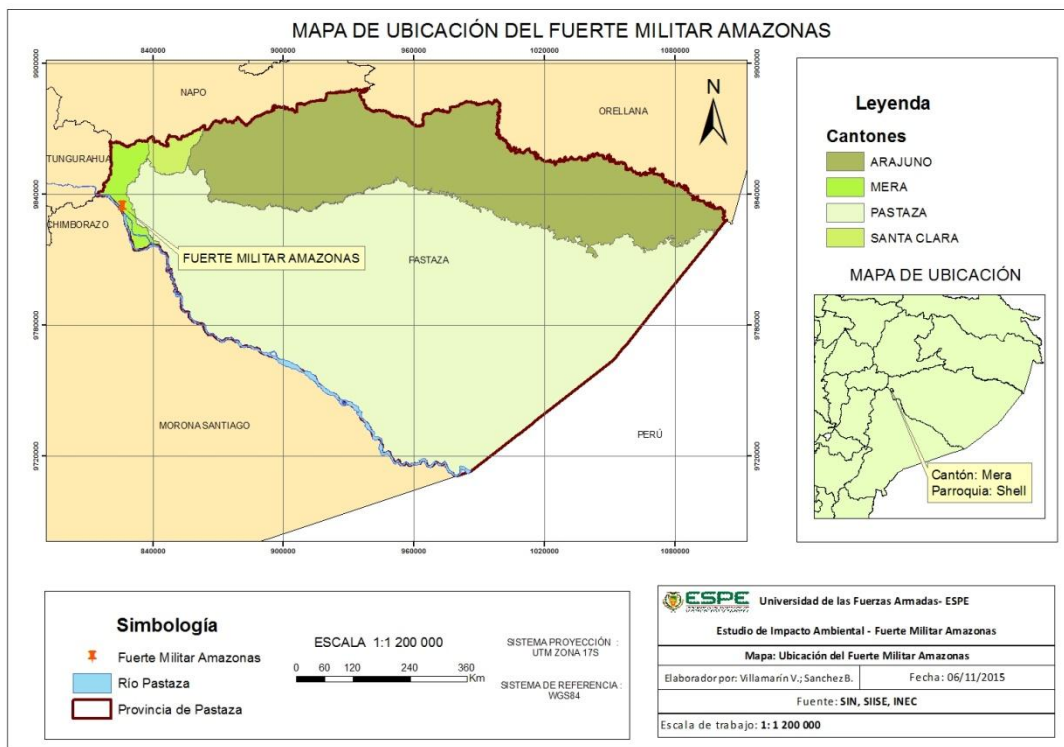 MAPA DE UBICACIÓN DEL FUERTE MILITAR AMAZONAS
840000 900000 960000 1020000 1080000
9900000 9900000
NAPO
ORELLANA
N
TUNGURAHUA
9840000 9840000
CHIMBORAZO
FUERTE MILITAR AMAZONAS
PASTAZA
9780000 9780000
MORONA SANTIAGO
PERÚ
9720000 9720000
840000 900000 960000 1020000 1080000
Leyenda
Cantones
ARAJUNO
MERA
PASTAZA
SANTA CLARA
MAPA DE UBICACIÓN
Cantón: Mera
Parroquia: Shell
Simbología
Fuerte Militar Amazonas
Río Pastaza
Provincia de Pastaza
ESCALA 1:1 200 000
0 60 120 240 360
Km
SISTEMA PROYECCIÓN :
UTM ZONA 17S
SISTEMA DE REFERENCIA :
WGS84
ESPE Universidad de las Fuerzas Armadas- ESPE
Estudio de Impacto Ambiental - Fuerte Militar Amazonas
Mapa: Ubicación del Fuerte Militar Amazonas
Elaborador por: Villamarín V.; Sanchez B. Fecha: 06/11/2015
Fuente: SIN, SIISE, INEC
Escala de trabajo: 1: 1 200 000